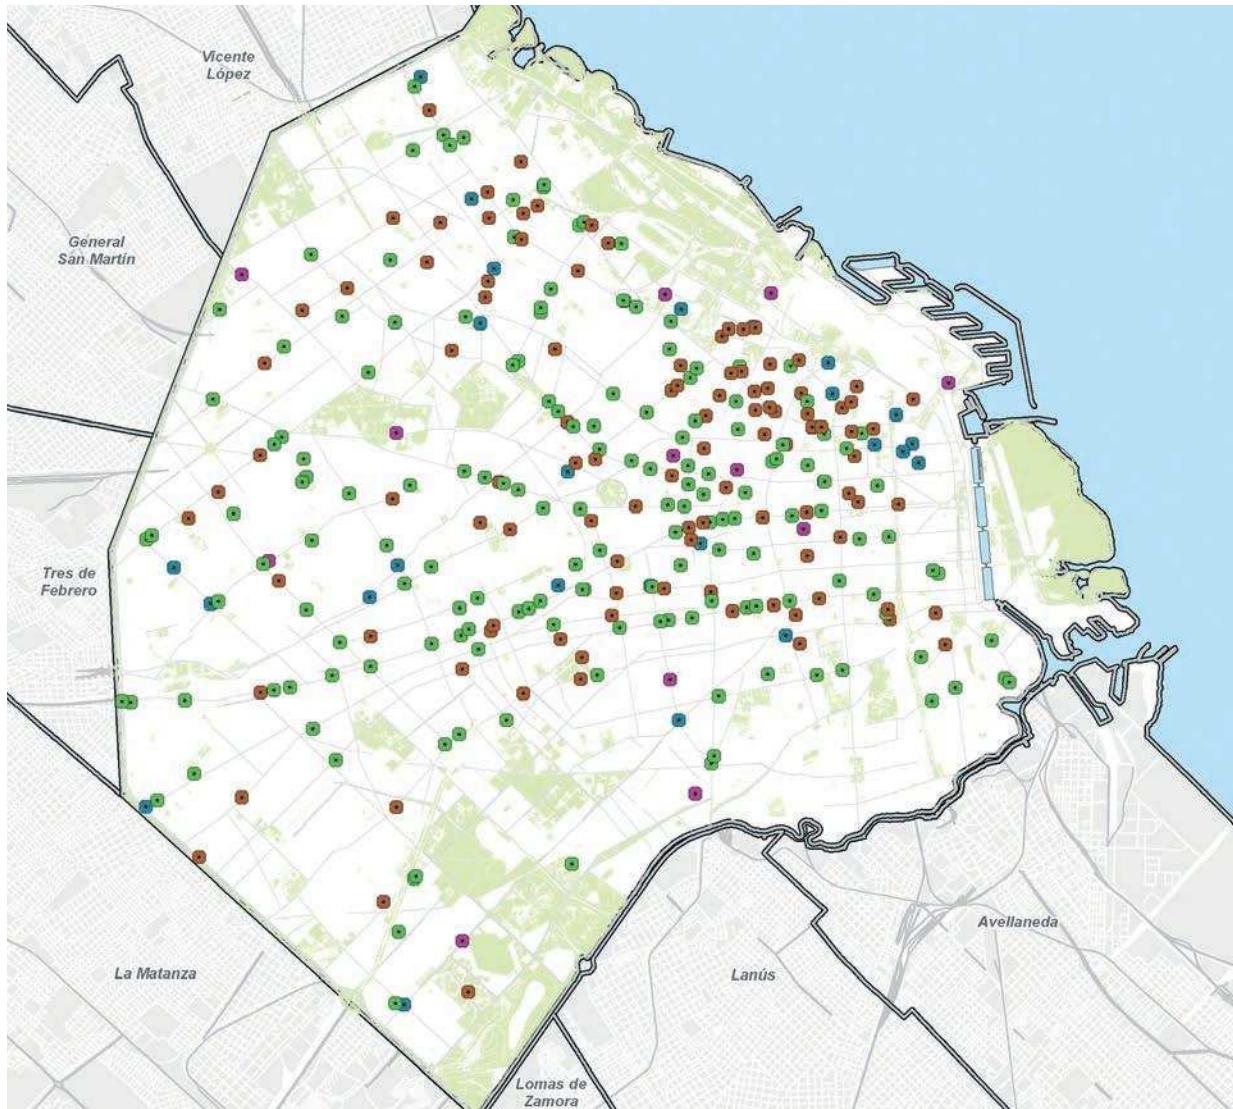 Vicente
López
General
San Martín
Tres de
Febrero
La Matanza
Avellaneda
Lanús
Lomas de
Zamora